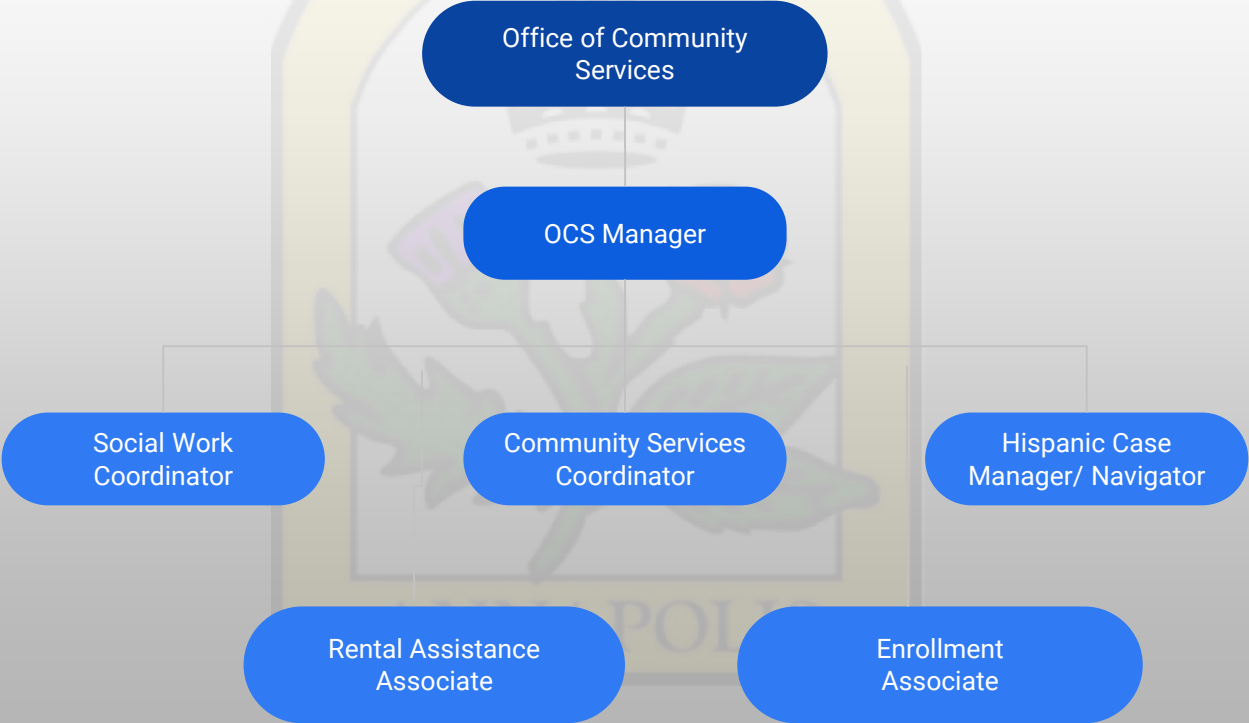 Office of Community
Services
OCS Manager
Social Work
Coordinator
Community Services
Coordinator
Hispanic Case
Manager/ Navigator
Rental Assistance
Associate
Enrollment
Associate
ANNAPOLIS